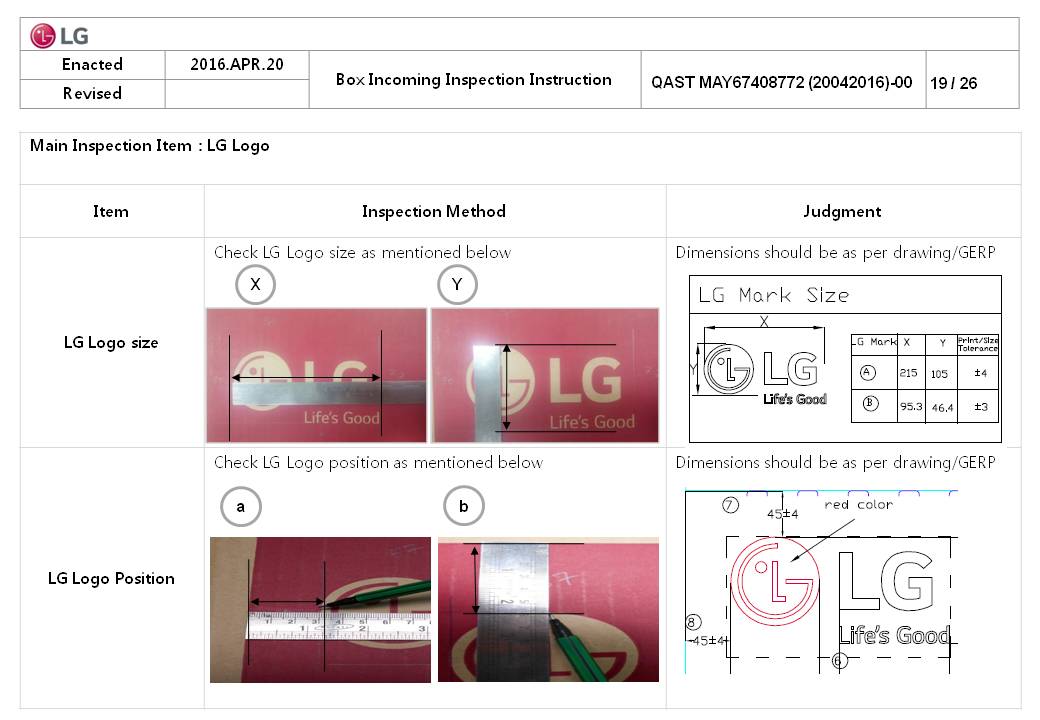 LG
Enacted
2016.APR.20
Box Incoming Inspection Instruction
QAST MAY67408772 (20042016)-00
19 / 26
Revised
Main Inspection Item : LG Logo
Item
Inspection Method
Judgment
LG Logo size
Check LG Logo size as mentioned below
X
Y
LG
Life's Good
LG
Life's Good
Dimensions should be as per drawing/GERP
LG Mark Size
X
Y
LG
Life's Good
LG Mark X Y Print/Size
Tolerance
A 215 105 ±4
B 95.3 46.4 ±3
LG Logo Position
Check LG Logo position as mentioned below
a
b
Dimensions should be as per drawing/GERP
7
45±4
red color
LG
8
45±4
Life's Good
6